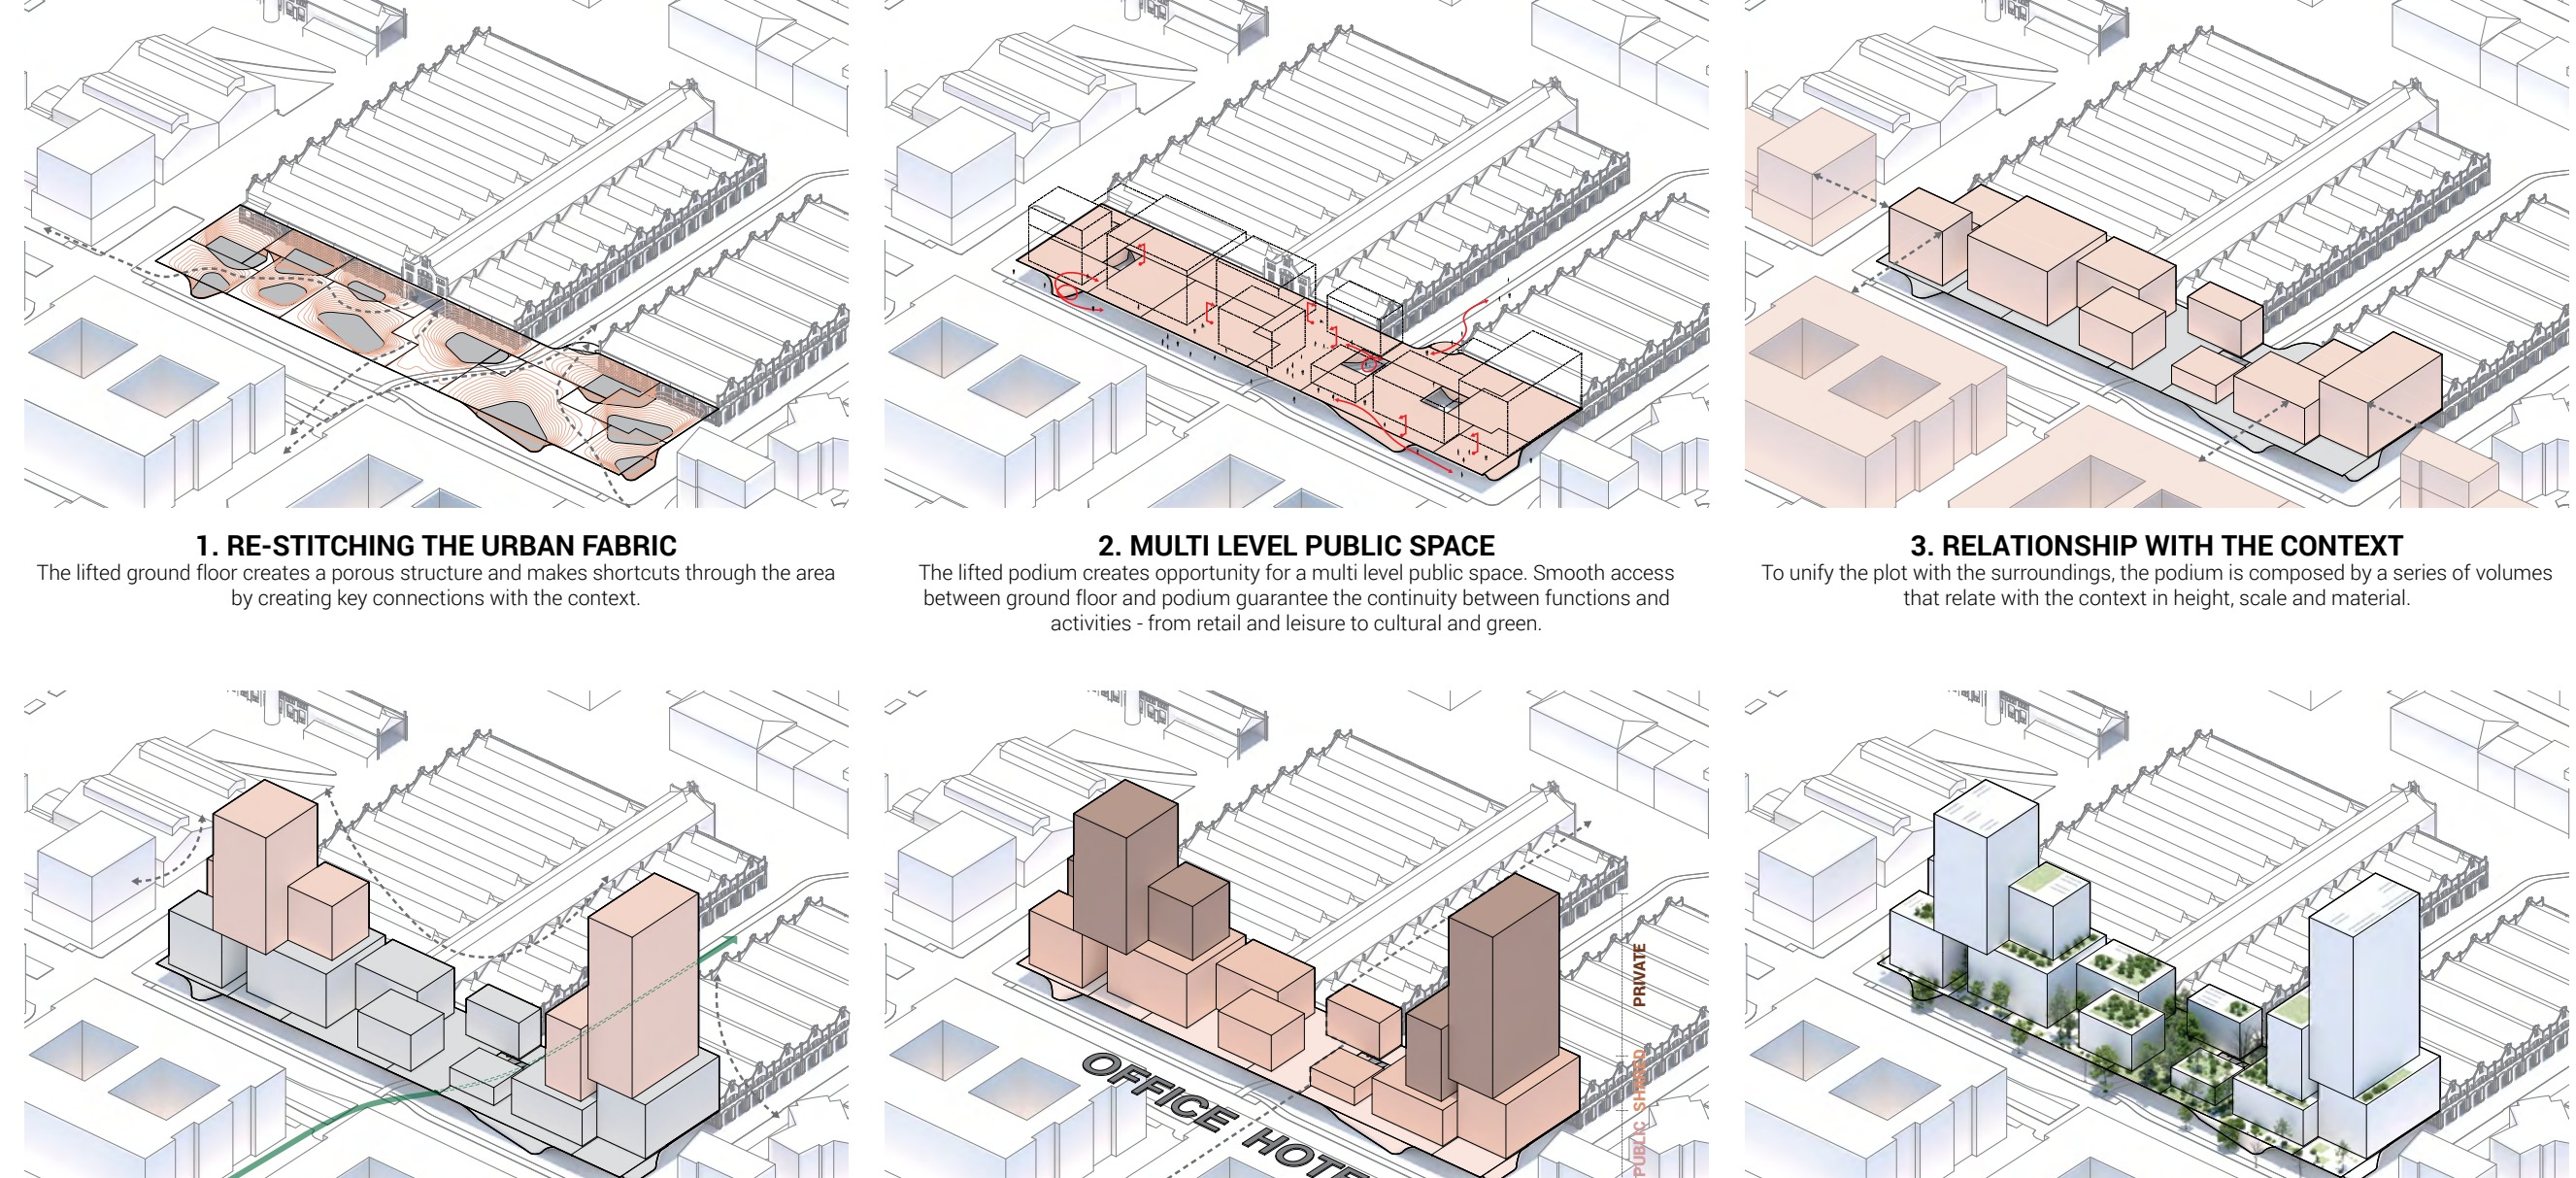 1. RE-STITCHING THE URBAN FABRIC
The lifted ground floor creates a porous structure and makes shortcuts through the area
by creating key connections with the context.
2. MULTI LEVEL PUBLIC SPACE
The lifted podium creates opportunity for a multi level public space. Smooth access
between ground floor and podium guarantee the continuity between functions and
activities - from retail and leisure to cultural and green.
3. RELATIONSHIP WITH THE CONTEXT
To unify the plot with the surroundings, the podium is composed by a series of volumes
that relate with the context in height, scale and material.
OFFICE
HOTE
PRIVATE
SHARED
PUBLIC